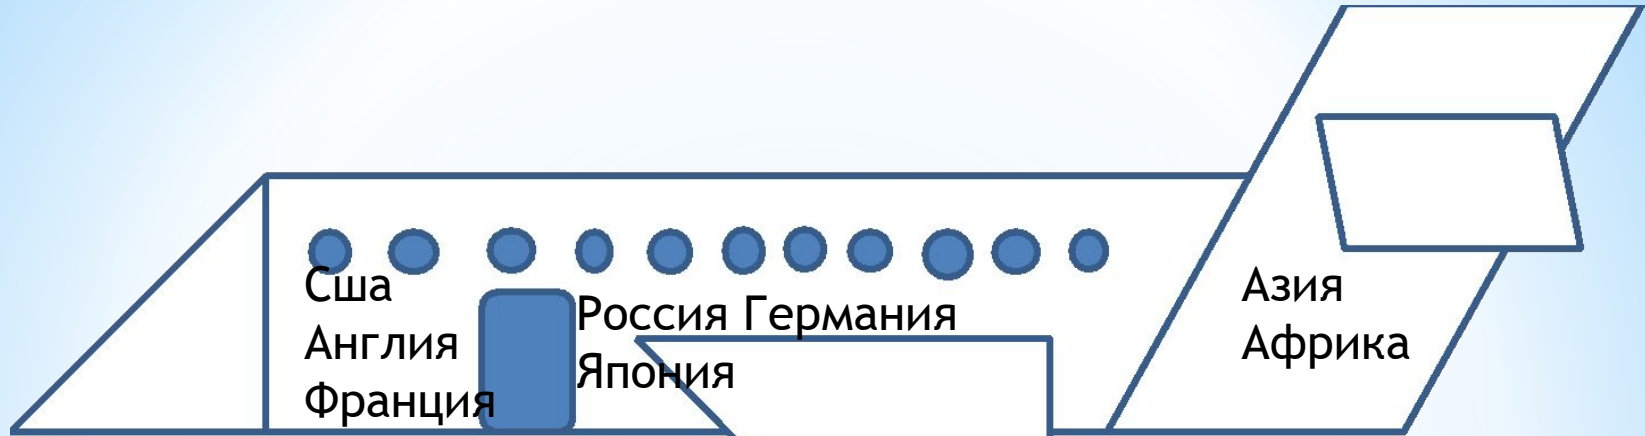 Сша
Англия
Франция
Россия Германия
Япония
Азия
Африка